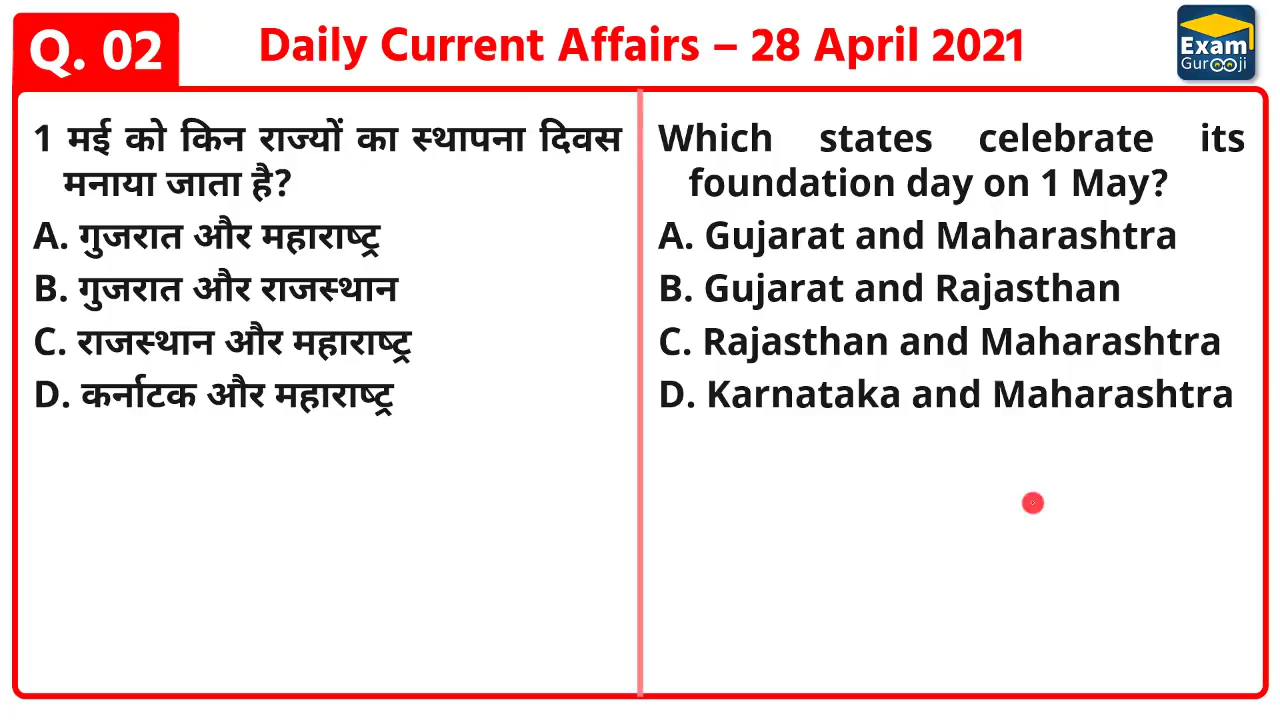 Q. 02
Daily Current Affairs – 28 April 2021
Exam
Gurooji
1 मई को किन राज्यों का स्थापना दिवस
मनाया जाता है?
A. गुजरात और महाराष्ट्र
B. गुजरात और राजस्थान
C. राजस्थान और महाराष्ट्र
D. कर्नाटक और महाराष्ट्र
Which states celebrate its
foundation day on 1 May?
A. Gujarat and Maharashtra
B. Gujarat and Rajasthan
C. Rajasthan and Maharashtra
D. Karnataka and Maharashtra